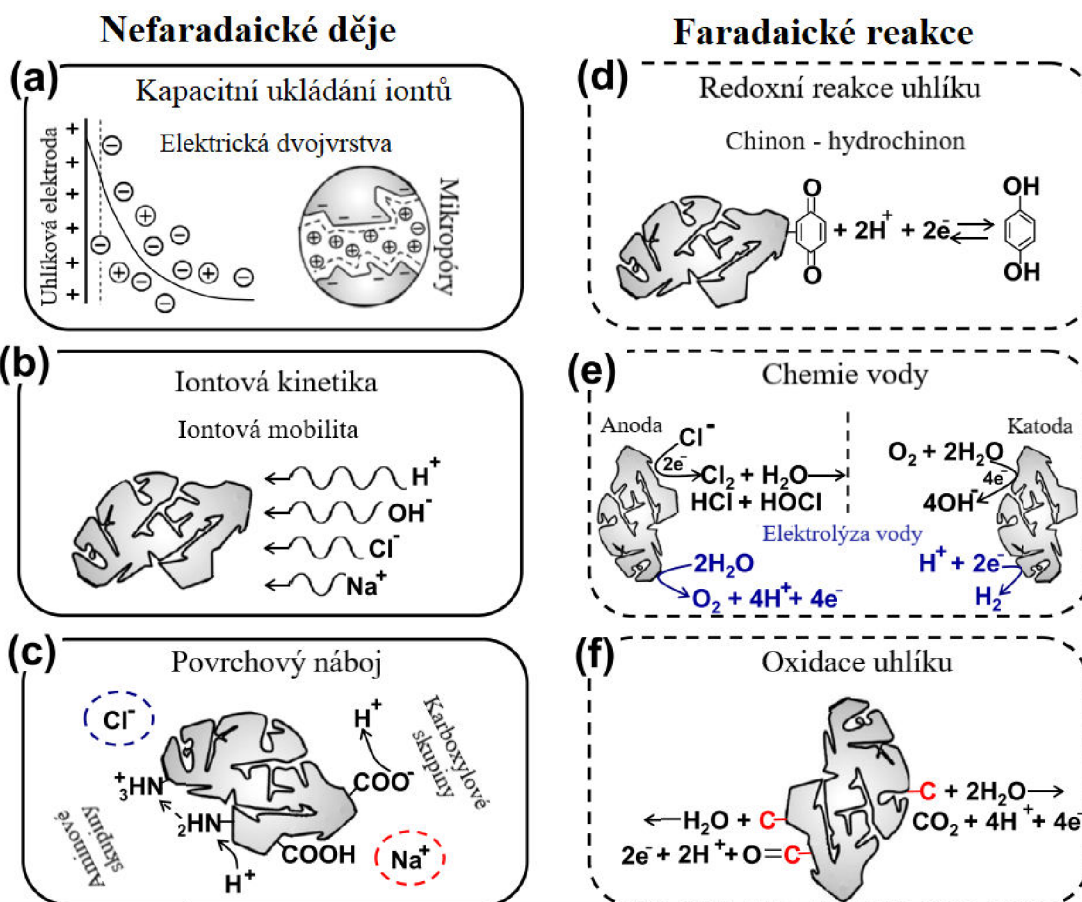 Nefaradaické děje
Faradaické reakce
(a)
Kapacitní ukládání iontů
Elektrická dvojvrstva
Uhlíková elektroda
Mikropóry
(b)
Iontová kinetika
Iontová mobilita
H⁺
OH⁻
Cl⁻
Na⁺
(c)
Povrchový náboj
Cl⁻
H⁺
Karboxylové
skupiny
⁺₃HN
COO⁻
₂HN
Aminové
skupiny
COOH
Na⁺
H⁺
(d)
Redoxní reakce uhlíku
Chinon - hydrochinon
O
OH
+ 2H⁺ + 2e⁻
O
OH
(e)
Chemie vody
Anoda
Katoda
Cl⁻
2e⁻
Cl₂ + H₂O
HCl + HOCl
O₂ + 2H₂O
4e⁻
4OH⁻
Elektrolýza vody
2H₂O
O₂ + 4H⁺ + 4e⁻
H⁺ + 2e⁻
H₂
(f)
Oxidace uhlíku
C + 2H₂O
CO₂ + 4H⁺ + 4e⁻
H₂O + C
2e⁻ + 2H⁺ + O=C